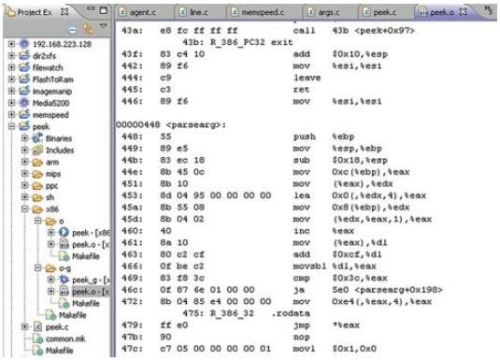 Project Ex
agent.c
line.c
memspeed.c
args.c
peek.c
peek.o
192.168.223.128
dir2xfs
filewatch
FlashToRam
imagemanip
Media5200
memspeed
peek
Binaries
Includes
arm
mips
ppc
sh
x86
o
peek - [x86
peek.o - [x
Makefile
o-g
peek_g - [x
peek.o - [x
Makefile
Makefile
peek.c
common.mk
Makefile
43a: e8 fc ff ff ff call 43b <peek+0x97>
43b: R_386_PC32 exit
43f: 83 c4 10 add $0x10,%esp
442: 89 f6 mov %esi,%esi
444: c9 leave
445: c3 ret
446: 89 f6 mov %esi,%esi
00000448 <parsearg>:
448: 55 push %ebp
449: 89 e5 mov %esp,%ebp
44b: 83 ec 18 sub $0x18,%esp
44e: 8b 45 0c mov 0xc(%ebp),%eax
451: 8b 10 mov (%eax),%edx
453: 8d 04 95 00 00 00 00 lea 0x0(,%edx,4),%eax
45a: 8b 55 08 mov 0x8(%ebp),%edx
45d: 8b 04 02 mov (%edx,%eax,1),%eax
460: 40 inc %eax
461: 8a 10 mov (%eax),%dl
463: 80 c2 cf add $0xcf,%dl
466: 0f be c2 movsbl %dl,%eax
469: 83 f8 3c cmp $0x3c,%eax
46c: 0f 87 6e 01 00 00 ja 5e0 <parsearg+0x198>
472: 8b 04 85 e4 00 00 00 mov 0xe4(,%eax,4),%eax
475: R_386_32 .rodata
479: ff e0 jmp *%eax
47b: 90 nop
47c: c7 05 00 00 00 00 01 movl $0x1,0x0